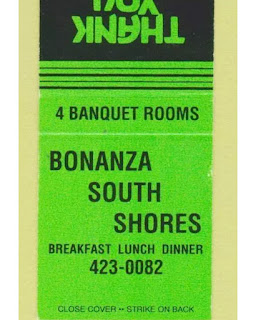 THANK
YOU
4 BANQUET ROOMS
BONANZA
SOUTH
SHORES
BREAKFAST LUNCH DINNER
423-0082
CLOSE COVER •• STRIKE ON BACK